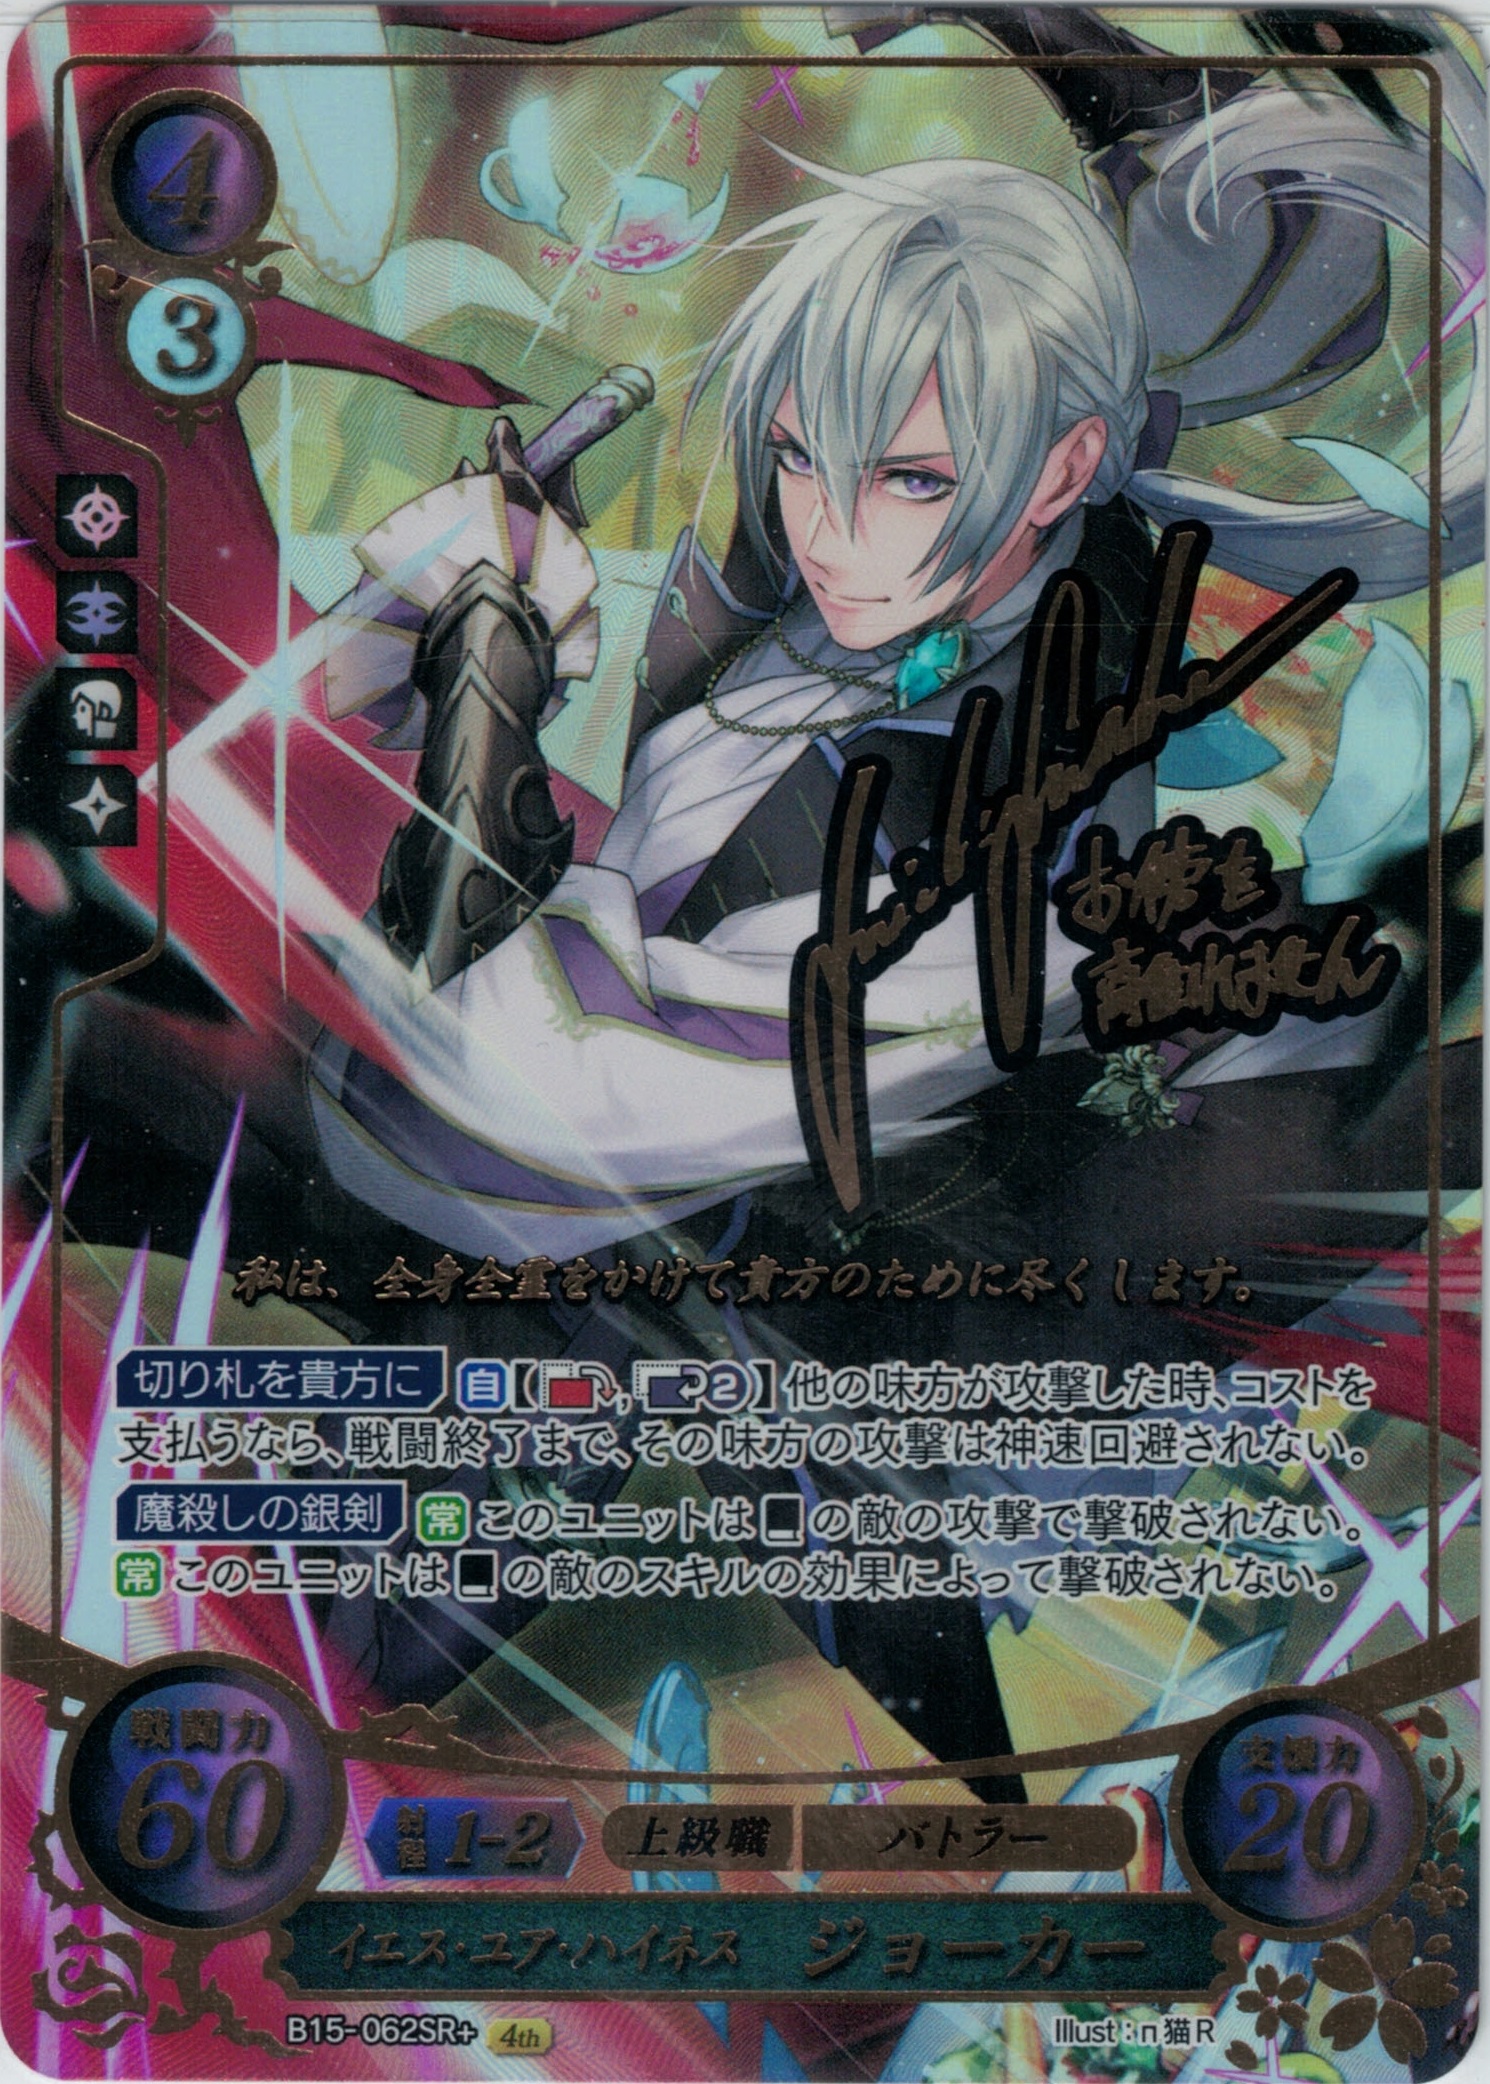 4
3
お傍を
離れません
私は、全身全霊をかけて貴方のために尽くします。
切り札を貴方に 自【 , 2】他の味方が攻撃した時、コストを
支払うなら、戦闘終了まで、その味方の攻撃は神速回避されない。
魔殺しの銀剣 常 このユニットは の敵の攻撃で撃破されない。
常 このユニットは の敵のスキルの効果によって撃破されない。
戦闘力
60
射程 1-2 上級職 バトラー
支援力
20
イエス・ユア・ハイネス ジョーカー
B15-062SR+ 4th Illust:n猫R